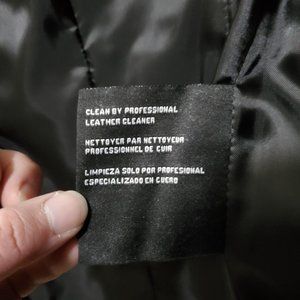 CLEAN BY PROFESSIONAL
LEATHER CLEANER
NETTOYER PAR NETTOYEUR
PROFESSIONNEL DE CUIR
LIMPIEZA SOLO POR PROFESIONAL
ESPECIALIZADO EN CUERO